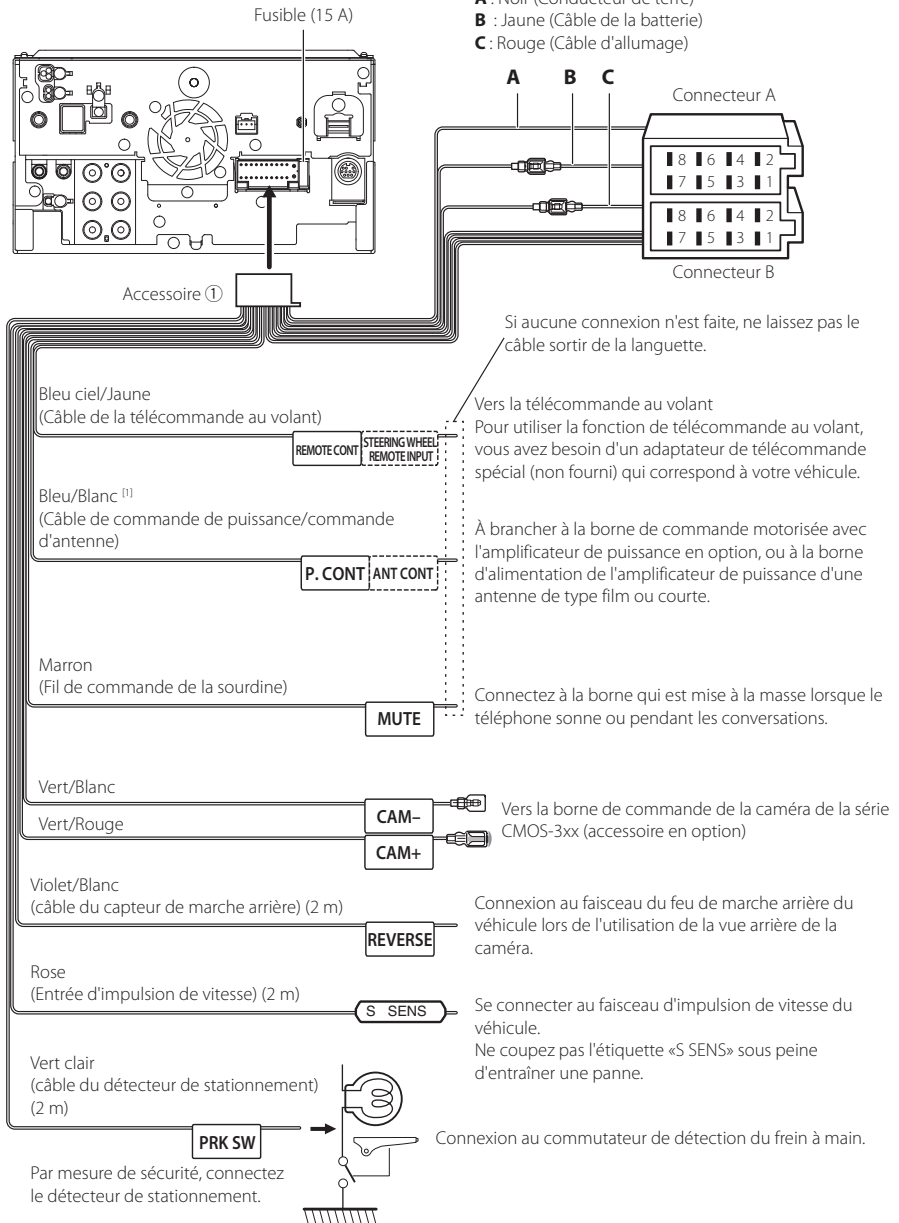 Fusible (15 A)
A : Noir (Conducteur de terre)
B : Jaune (Câble de la batterie)
C : Rouge (Câble d'allumage)
A B C
Connecteur A
8 6 4 2
7 5 3 1
8 6 4 2
7 5 3 1
Connecteur B
Accessoire ①
Si aucune connexion n'est faite, ne laissez pas le
câble sortir de la languette.
Bleu ciel/Jaune
(Câble de la télécommande au volant)
REMOTE CONT
STEERING WHEEL
REMOTE INPUT
Vers la télécommande au volant
Pour utiliser la fonction de télécommande au volant,
vous avez besoin d'un adaptateur de télécommande
spécial (non fourni) qui correspond à votre véhicule.
Bleu/Blanc [1]
(Câble de commande de puissance/commande
d'antenne)
P. CONT ANT CONT
À brancher à la borne de commande motorisée avec
l'amplificateur de puissance en option, ou à la borne
d'alimentation de l'amplificateur de puissance d'une
antenne de type film ou courte.
Marron
(Fil de commande de la sourdine)
MUTE
Connectez à la borne qui est mise à la masse lorsque le
téléphone sonne ou pendant les conversations.
Vert/Blanc
CAM–
Vert/Rouge
CAM+
Vers la borne de commande de la caméra de la série
CMOS-3xx (accessoire en option)
Violet/Blanc
(câble du capteur de marche arrière) (2 m)
REVERSE
Connexion au faisceau du feu de marche arrière du
véhicule lors de l'utilisation de la vue arrière de la
caméra.
Rose
(Entrée d'impulsion de vitesse) (2 m)
S SENS
Se connecter au faisceau d'impulsion de vitesse du
véhicule.
Ne coupez pas l'étiquette «S SENS» sous peine
d'entraîner une panne.
Vert clair
(câble du détecteur de stationnement)
(2 m)
PRK SW
Connexion au commutateur de détection du frein à main.
Par mesure de sécurité, connectez
le détecteur de stationnement.